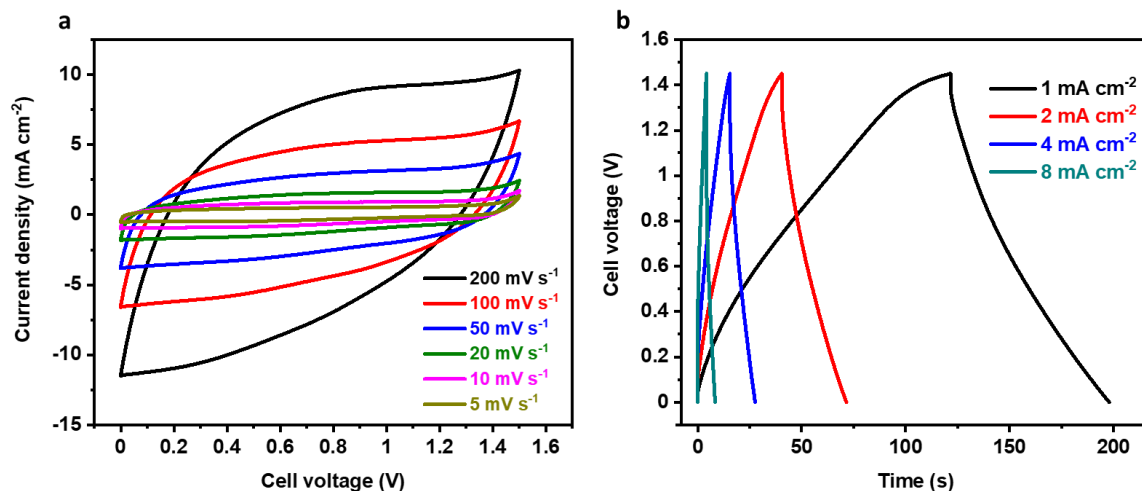 a
Current density (mA cm⁻²)
10
5
0
-5
-10
-15
200 mV s⁻¹
100 mV s⁻¹
50 mV s⁻¹
20 mV s⁻¹
10 mV s⁻¹
5 mV s⁻¹
0 0.2 0.4 0.6 0.8 1.0 1.2 1.4 1.6
Cell voltage (V)
b
Cell voltage (V)
1.6
1.4
1.2
1.0
0.8
0.6
0.4
0.2
0
1 mA cm⁻²
2 mA cm⁻²
4 mA cm⁻²
8 mA cm⁻²
0 50 100 150 200
Time (s)